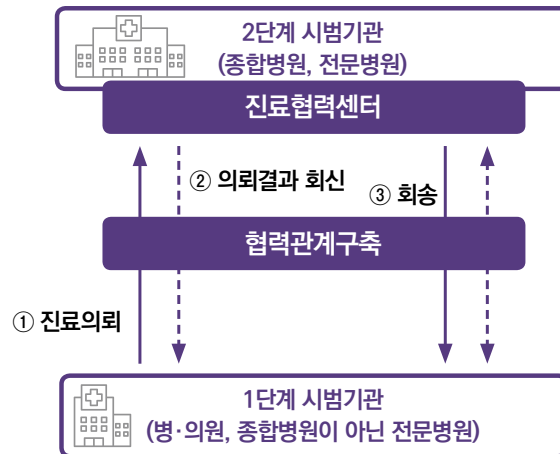 2단계 시범기관
(종합병원, 전문병원)
진료협력센터
② 의뢰결과 회신
③ 회송
협력관계구축
① 진료의뢰
1단계 시범기관
(병·의원, 종합병원이 아닌 전문병원)